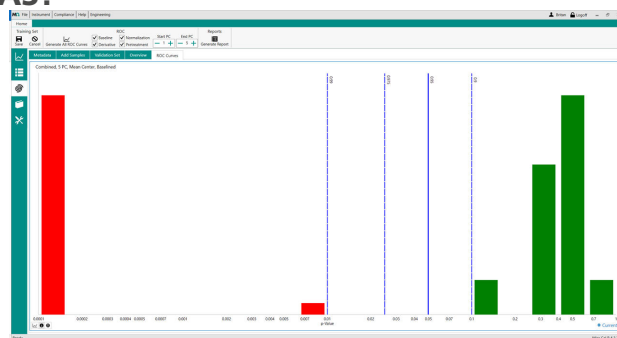 File Instrument Compliance Help Engineering
Logoff
Home
Training Set
ROC
Reports
Save Cancel Generate All ROC Curves
Baseline Normalization
Derivative Pretreatment
Start PC End PC
1 5
Generate Report
Metadata Add Samples Validation Set Overview ROC Curves
Combined, 5 PC, Mean Center, Baselined
0.0001 0.0002 0.0003 0.0004 0.0005 0.0007 0.001 0.002 0.003 0.004 0.005 0.007 0.01 0.02 0.03 0.04 0.05 0.07 0.1 0.2 0.3 0.4 0.5 0.7
p-Value
Current
Ready